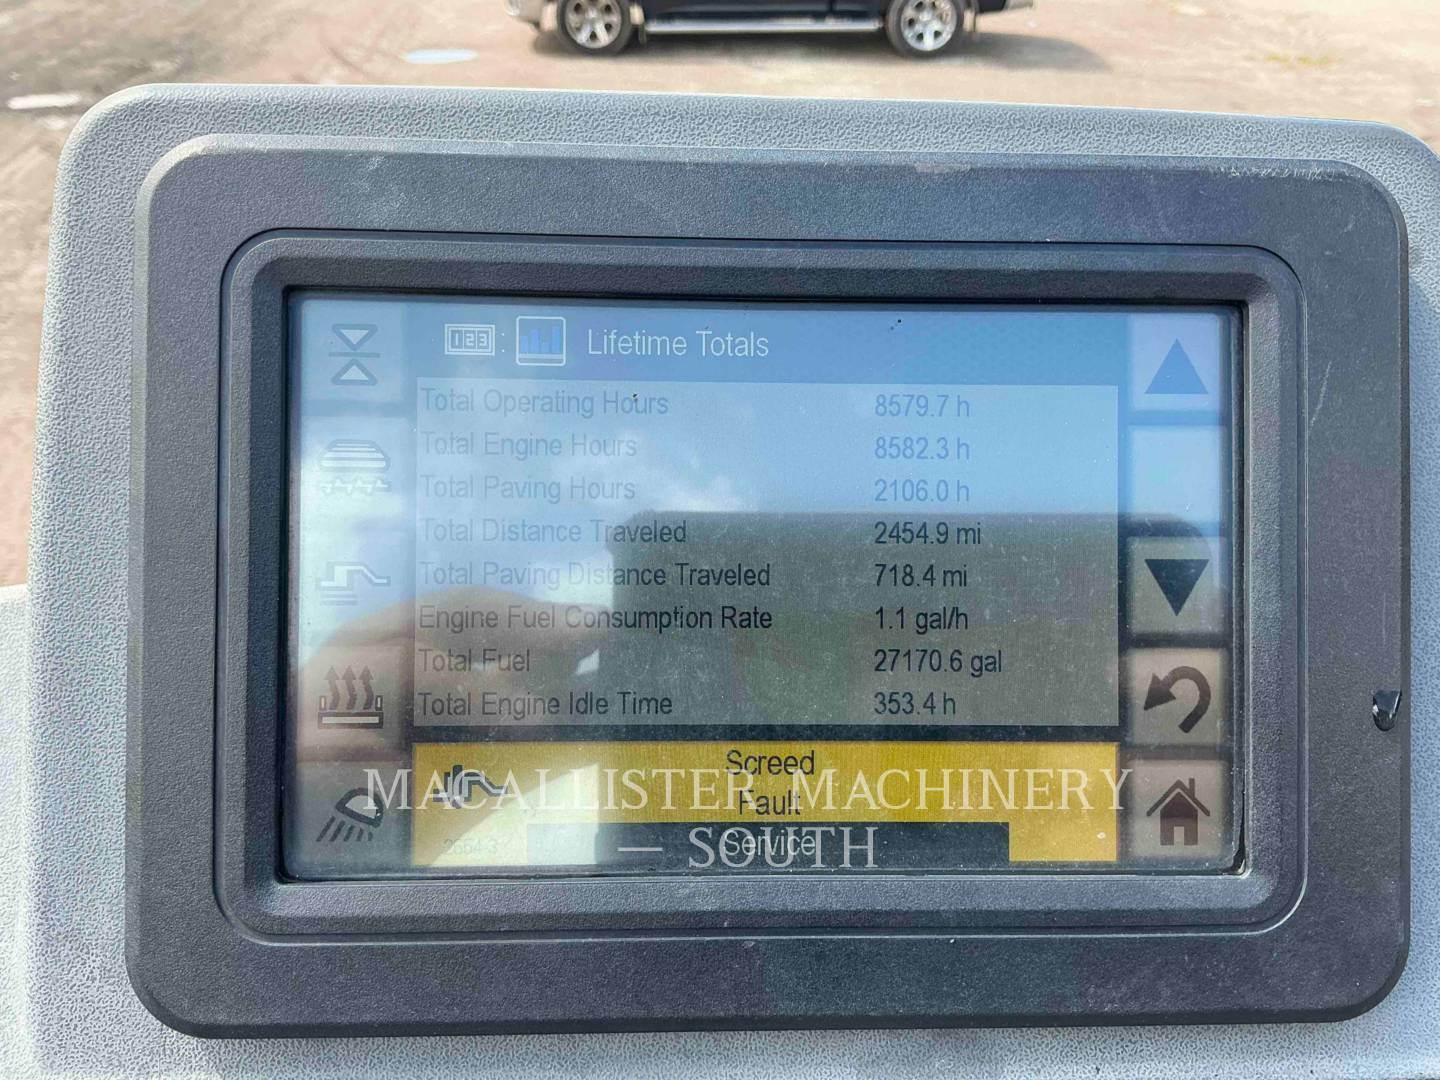 123 : Lifetime Totals
Total Operating Hours 8579.7 h
Total Engine Hours 8582.3 h
Total Paving Hours 2106.0 h
Total Distance Traveled 2454.9 mi
Total Paving Distance Traveled 718.4 mi
Engine Fuel Consumption Rate 1.1 gal/h
Total Fuel 27170.6 gal
Total Engine Idle Time 353.4 h
Screed
Fault
Service
MACALLISTER MACHINERY
— SOUTH